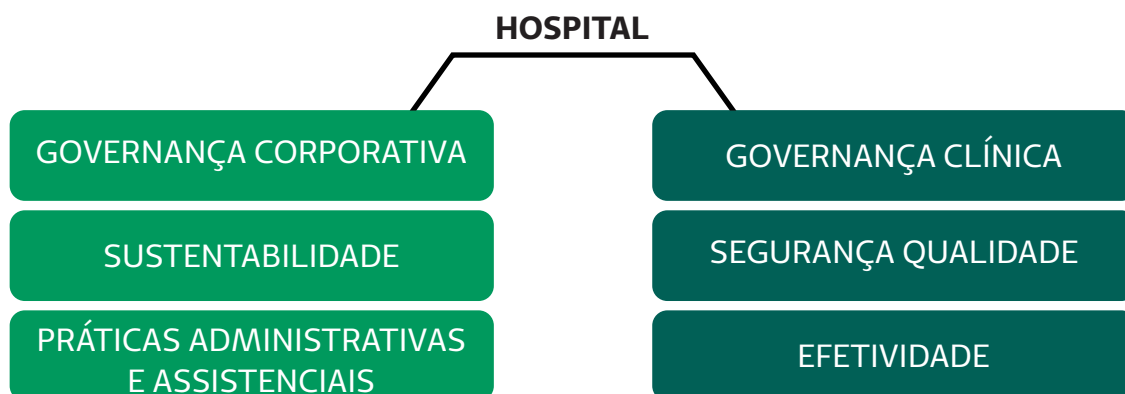 HOSPITAL
GOVERNANÇA CORPORATIVA
SUSTENTABILIDADE
PRÁTICAS ADMINISTRATIVAS
E ASSISTENCIAIS
GOVERNANÇA CLÍNICA
SEGURANÇA QUALIDADE
EFETIVIDADE